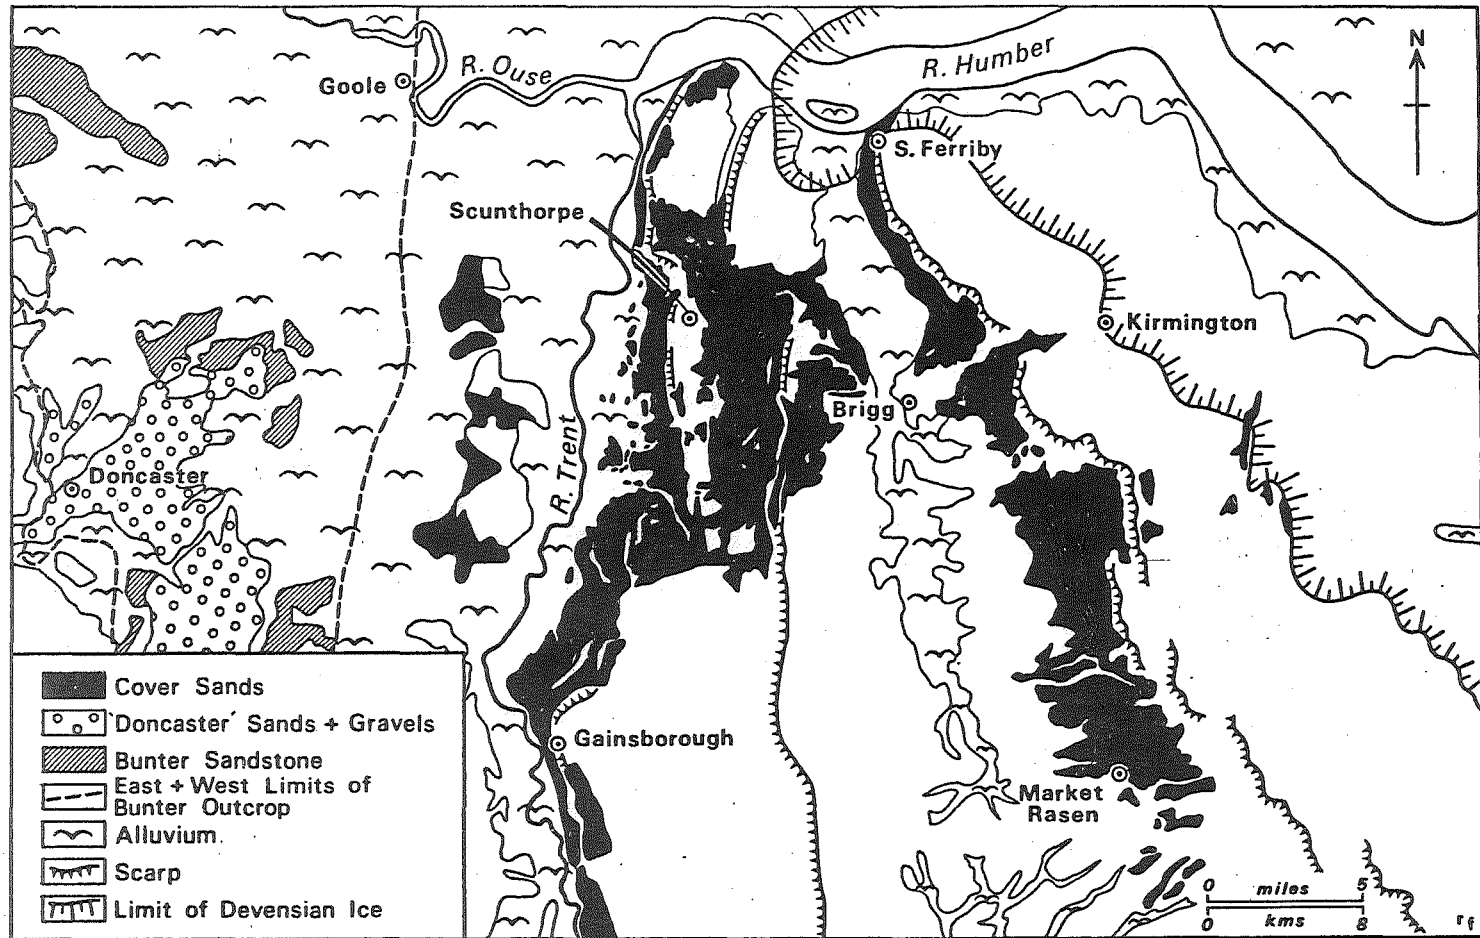 N
R. Humber
R. Ouse
Goole
S. Ferriby
Scunthorpe
Kirmington
Brigg
R. Trent
Doncaster
Gainsborough
Market
Rasen
Cover Sands
'Doncaster' Sands + Gravels
Bunter Sandstone
East + West Limits of
Bunter Outcrop
Alluvium.
Scarp
Limit of Devensian Ice
0 miles 5
0 kms 8